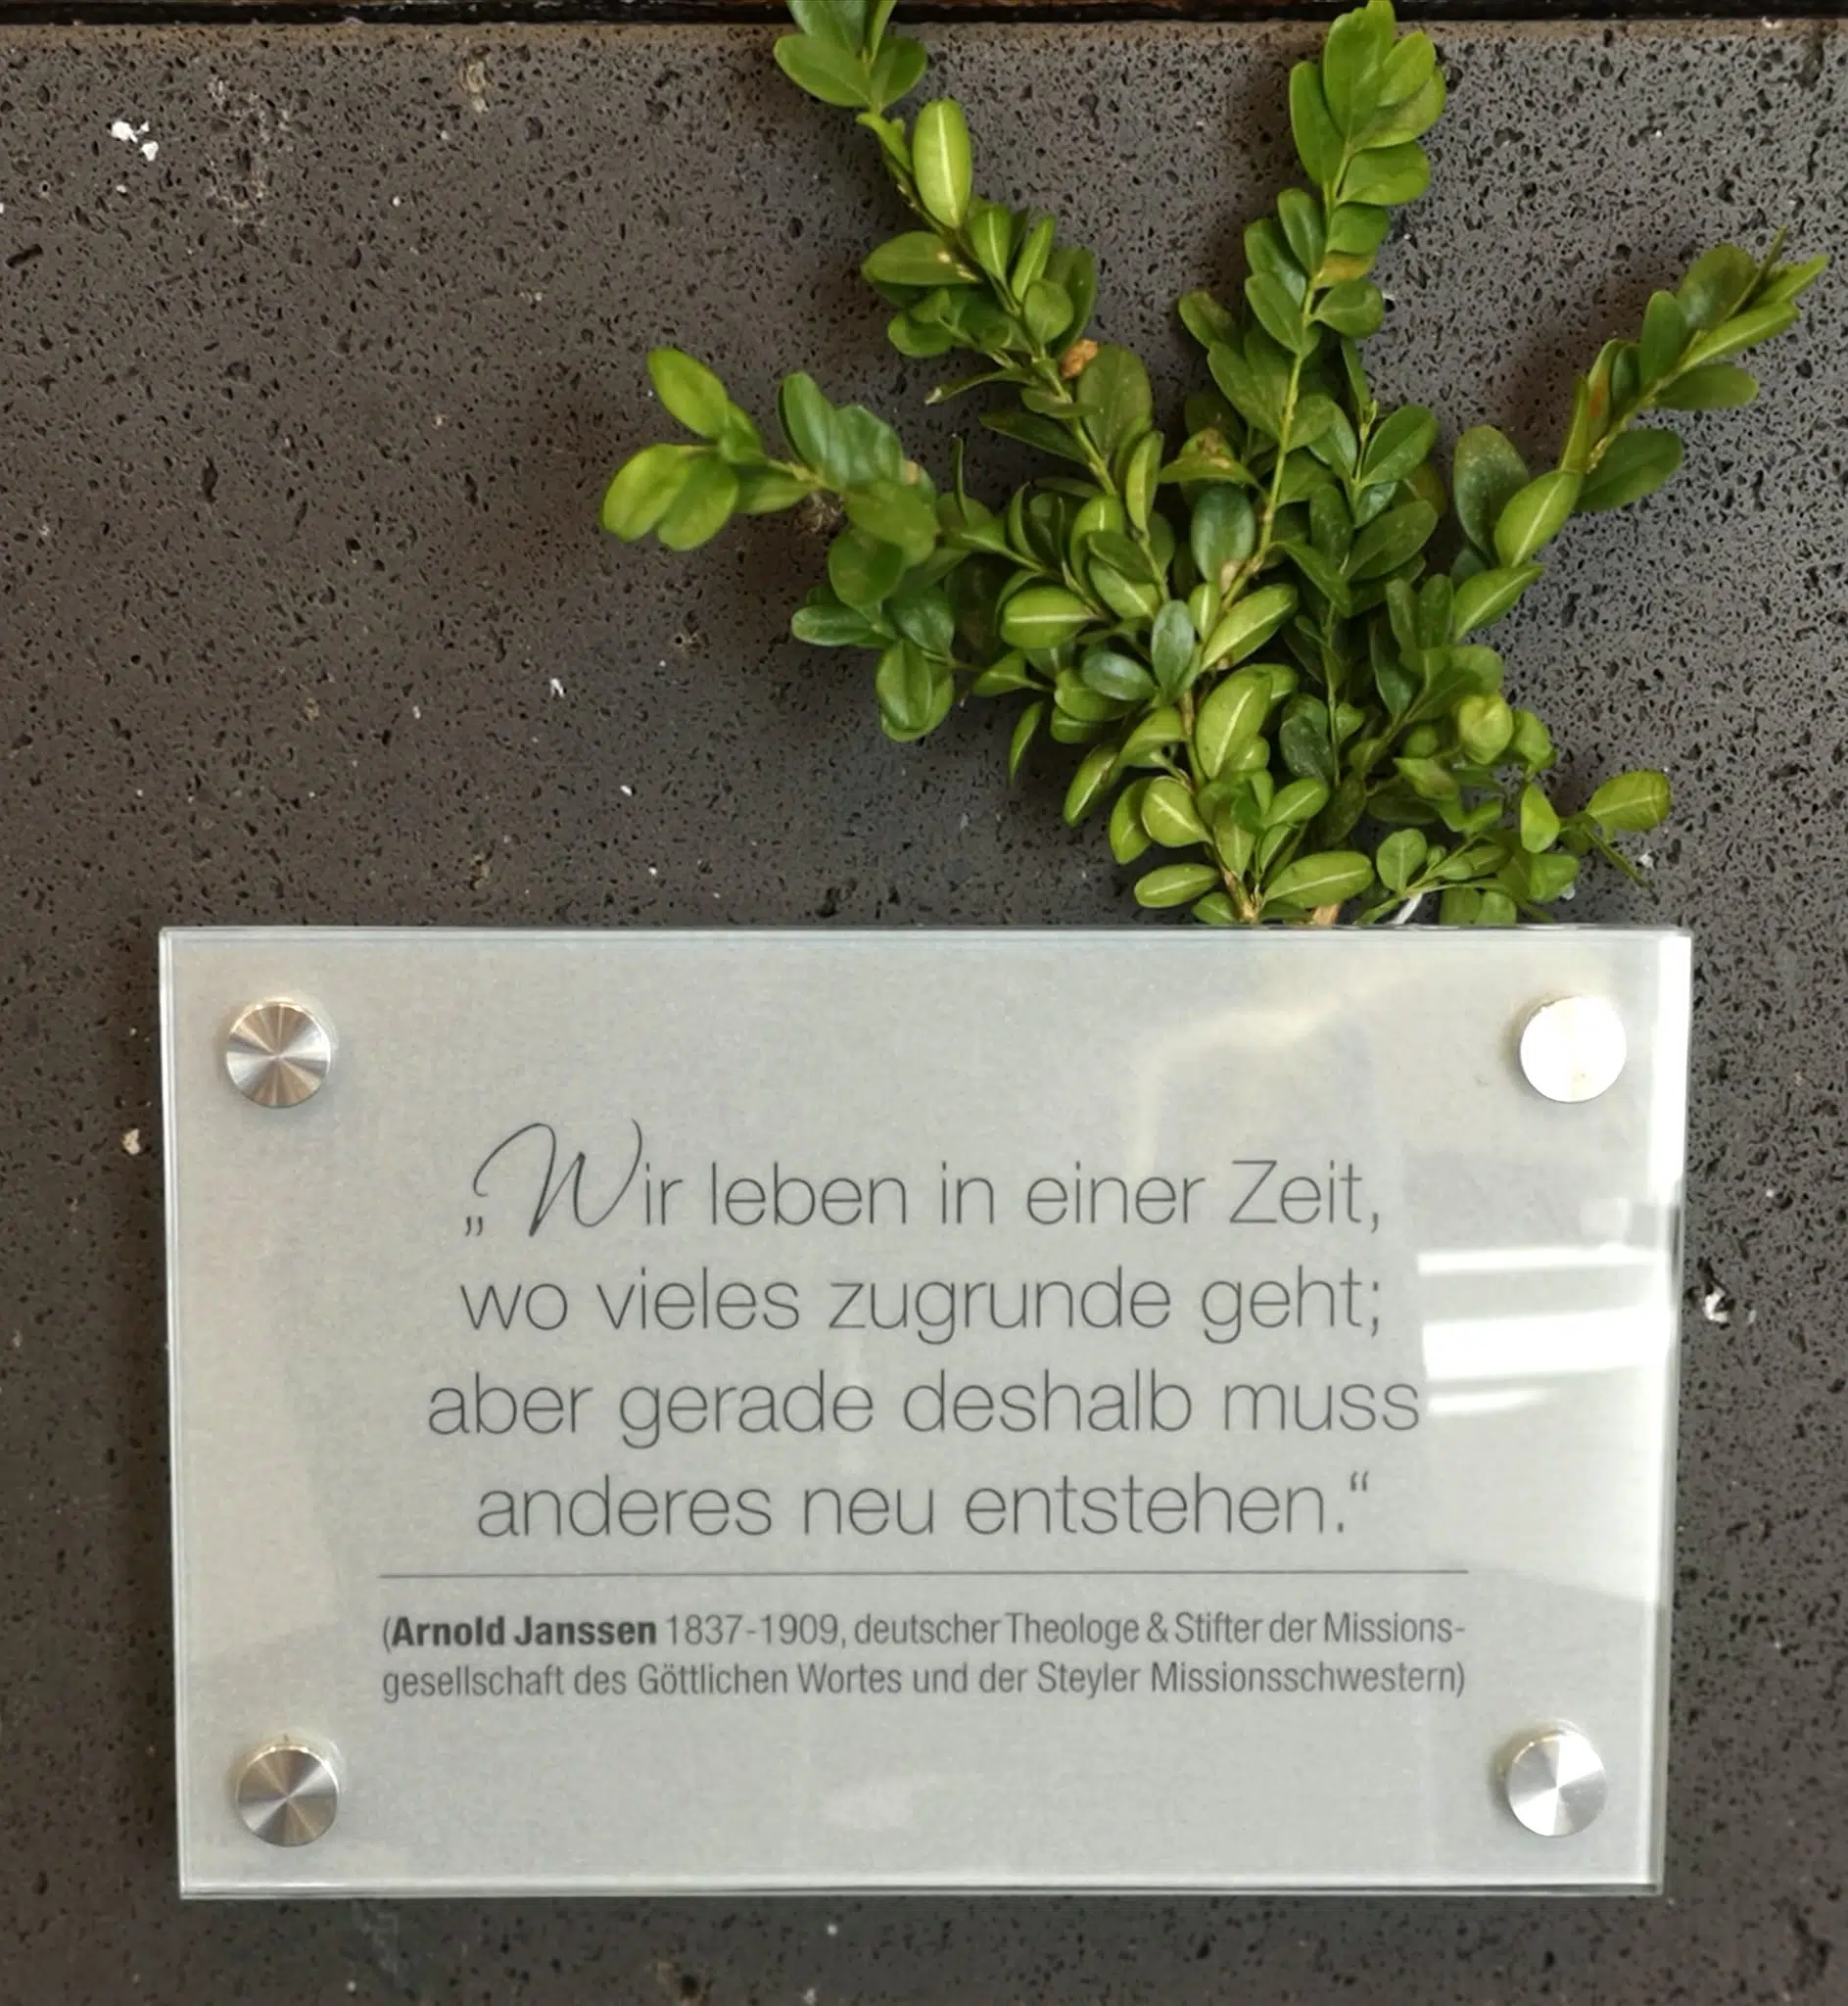 „Wir leben in einer Zeit,
wo vieles zugrunde geht;
aber gerade deshalb muss
anderes neu entstehen.“
(Arnold Janssen 1837-1909, deutscher Theologe & Stifter der Missions-
gesellschaft des Göttlichen Wortes und der Steyler Missionsschwestern)